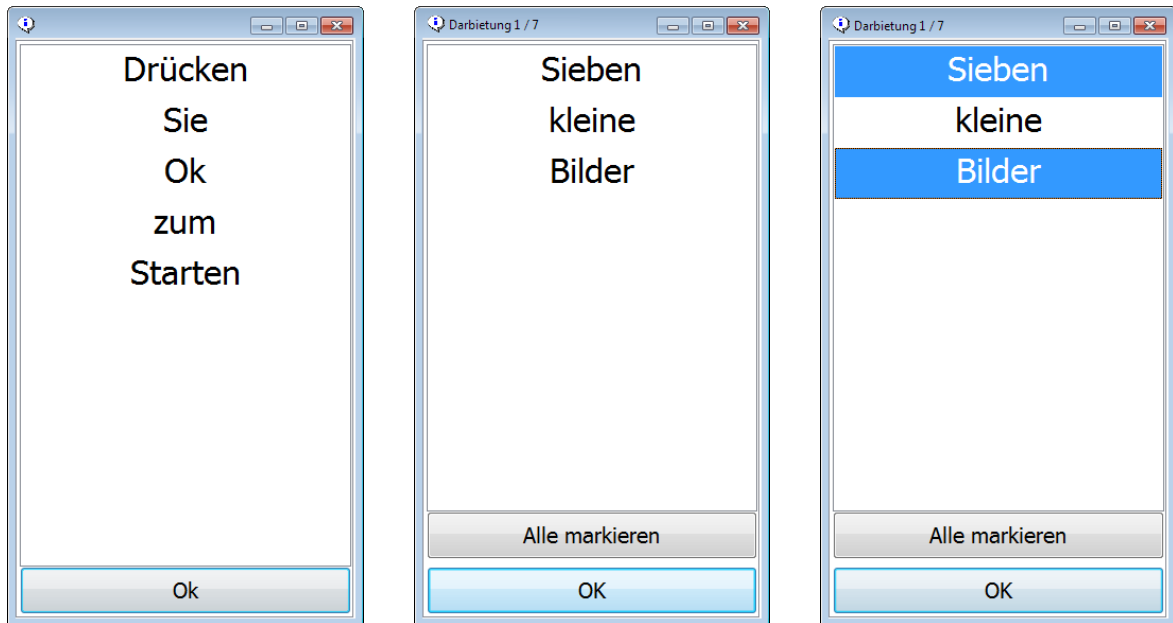 Drücken
Sie
Ok
zum
Starten
Ok
Darbietung 1 / 7
Sieben
kleine
Bilder
Alle markieren
OK
Darbietung 1 / 7
Sieben
kleine
Bilder
Alle markieren
OK